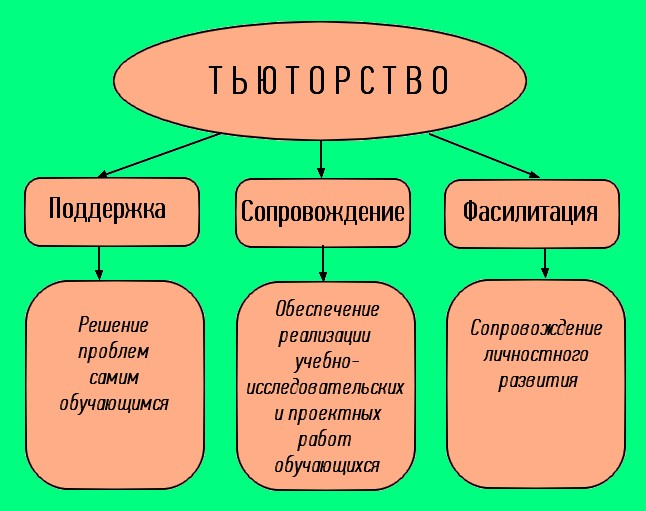 ТЬЮТОРСТВО
Поддержка
Сопровождение
Фасилитация
Решение
проблем
самим
обучающимся
Обеспечение
реализации
учебно-
исследовательских
и проектных
работ
обучающихся
Сопровождение
личностного
развития